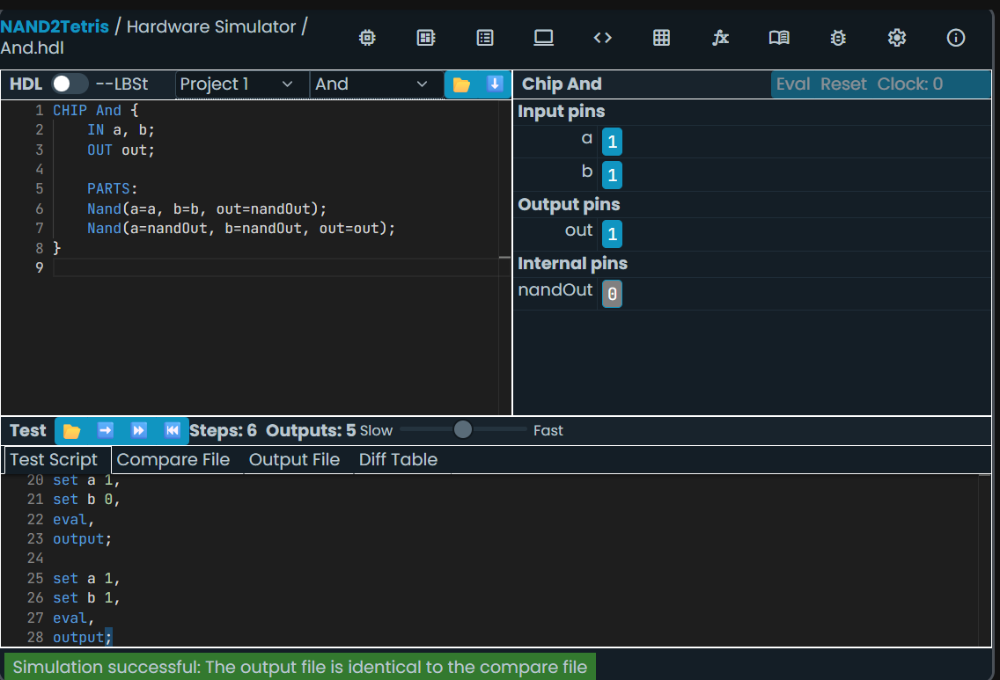 NAND2Tetris / Hardware Simulator /
And.hdl
HDL --LBSt Project 1 And
1 CHIP And {
2 IN a, b;
3 OUT out;
4
5 PARTS:
6 Nand(a=a, b=b, out=nandOut);
7 Nand(a=nandOut, b=nandOut, out=out);
8 }
9
Chip And Eval Reset Clock: 0
Input pins
a 1
b 1
Output pins
out 1
Internal pins
nandOut 0
Test Steps: 6 Outputs: 5 Slow Fast
Test Script Compare File Output File Diff Table
20 set a 1,
21 set b 0,
22 eval,
23 output;
24
25 set a 1,
26 set b 1,
27 eval,
28 output;
Simulation successful: The output file is identical to the compare file